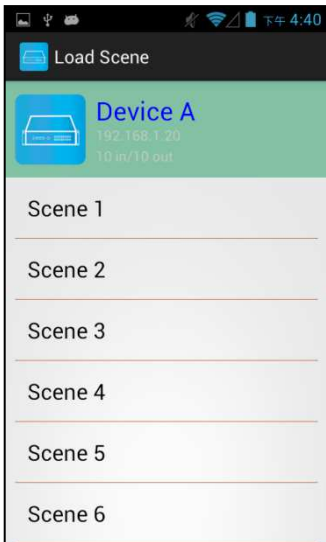 下午 4:40
Load Scene
Device A
192.168.1.20
10 in/10 out
Scene 1
Scene 2
Scene 3
Scene 4
Scene 5
Scene 6